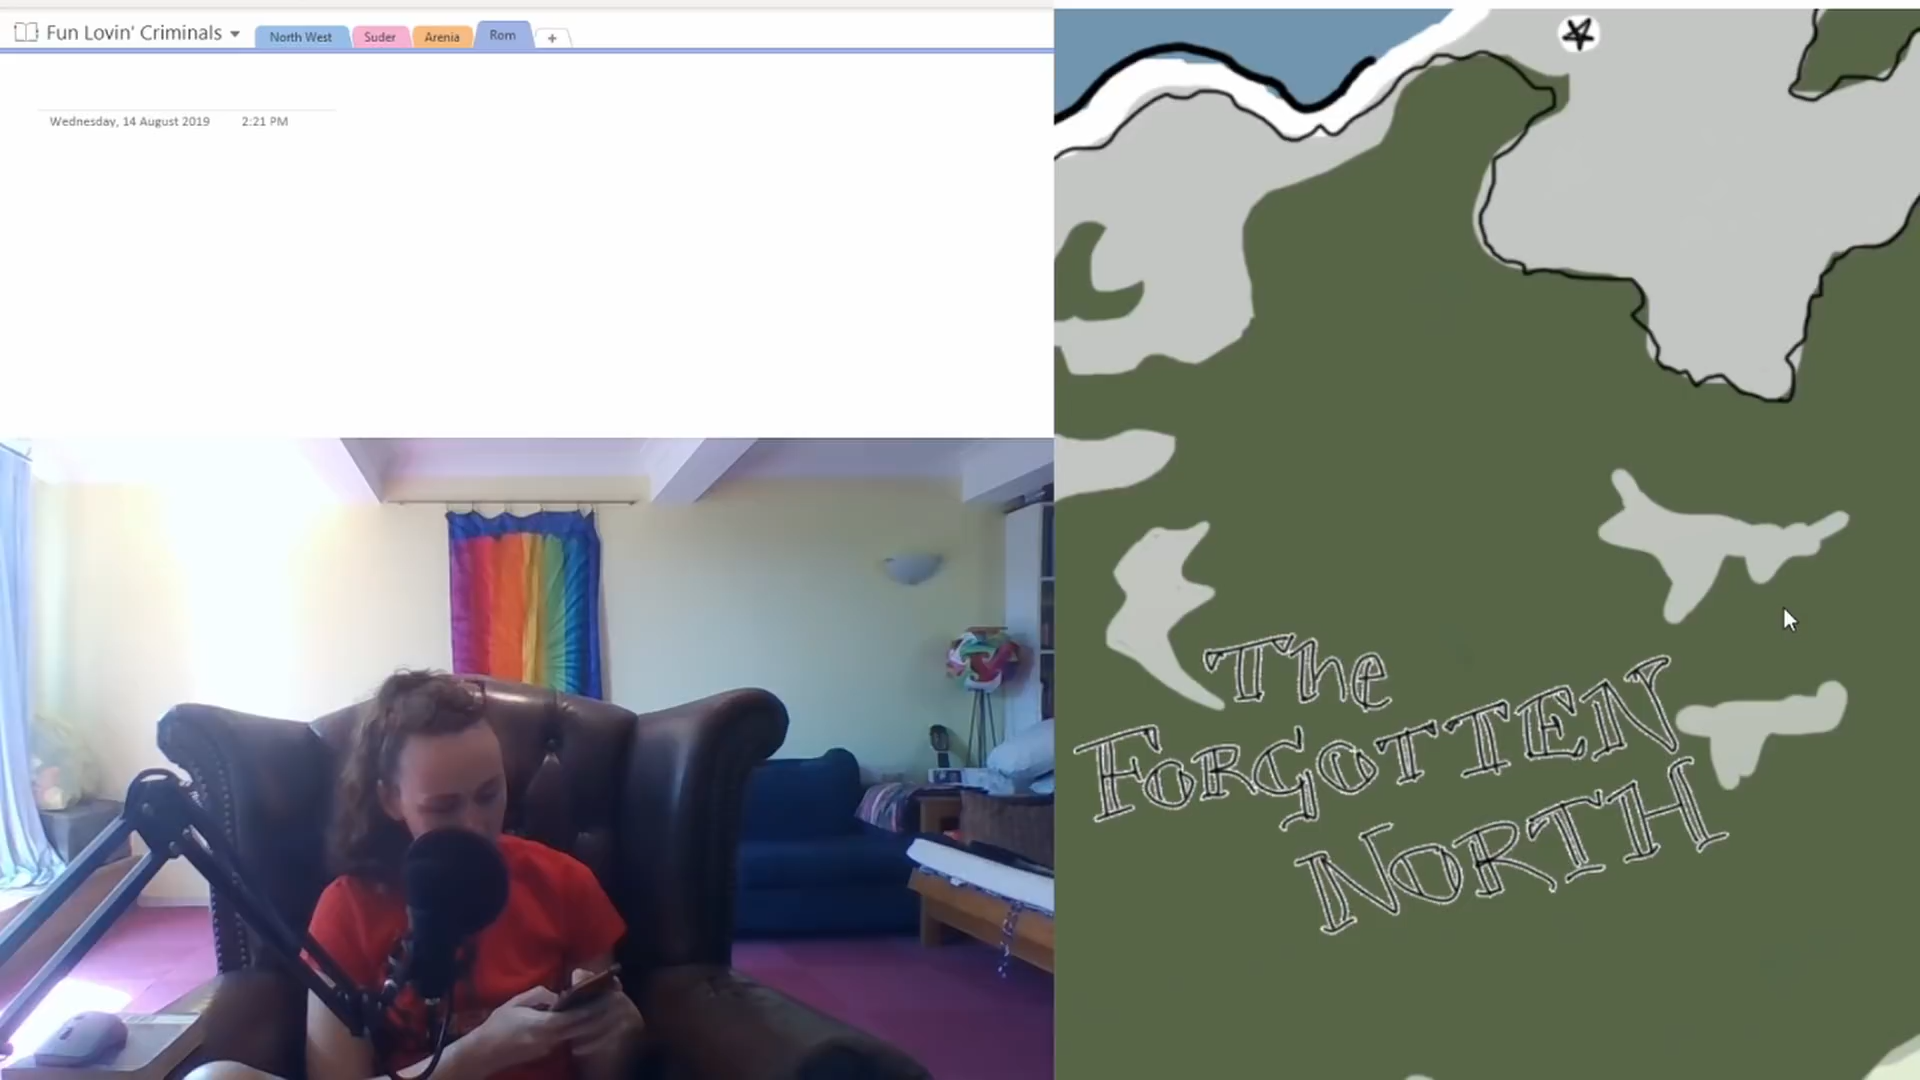 Fun Lovin' Criminals
North West
Suder
Arenia
Rom
Wednesday, 14 August 2019 2:21 PM
The
FORGOTTEN
NORTH